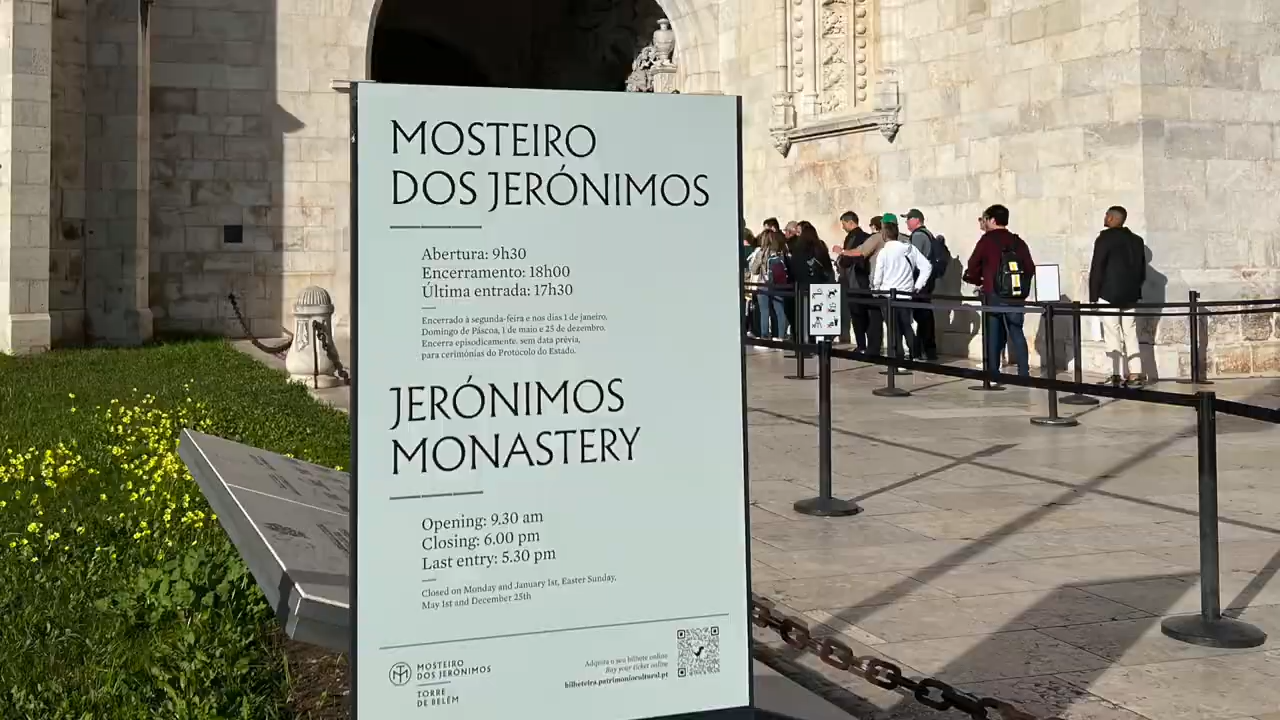 MOSTEIRO
DOS JERÓNIMOS
Abertura: 9h30
Encerramento: 18h00
Última entrada: 17h30
Encerrado à segunda-feira e nos dias 1 de janeiro,
Domingo de Páscoa, 1 de maio e 25 de dezembro.
Encerra episodicamente, sem data prévia,
para cerimónias do Protocolo do Estado.
JERÓNIMOS
MONASTERY
Opening: 9.30 am
Closing: 6.00 pm
Last entry: 5.30 pm
Closed on Monday and January 1st, Easter Sunday,
May 1st and December 25th
MOSTEIRO
DOS JERÓNIMOS
TORRE
DE BELÉM
Adquira o seu bilhete online
Buy your ticket online
bilheteira.patrimoniocultural.pt